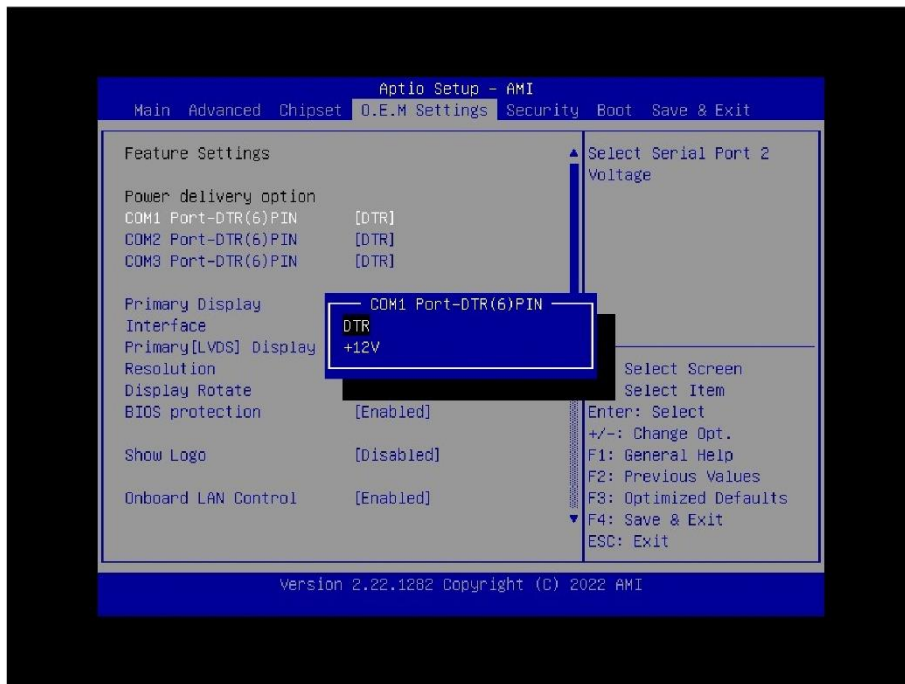 Aptio Setup – AMI
Main Advanced Chipset O.E.M Settings Security Boot Save & Exit
Feature Settings
Power delivery option
COM1 Port-DTR(6)PIN [DTR]
COM2 Port-DTR(6)PIN [DTR]
COM3 Port-DTR(6)PIN [DTR]
Primary Display
Interface
Primary[LVDS] Display
Resolution
Display Rotate
BIOS protection [Enabled]
Show Logo [Disabled]
Onboard LAN Control [Enabled]
COM1 Port-DTR(6)PIN
DTR
+12V
Select Serial Port 2
Voltage
Select Screen
Select Item
Enter: Select
+/-: Change Opt.
F1: General Help
F2: Previous Values
F3: Optimized Defaults
F4: Save & Exit
ESC: Exit
Version 2.22.1282 Copyright (C) 2022 AMI